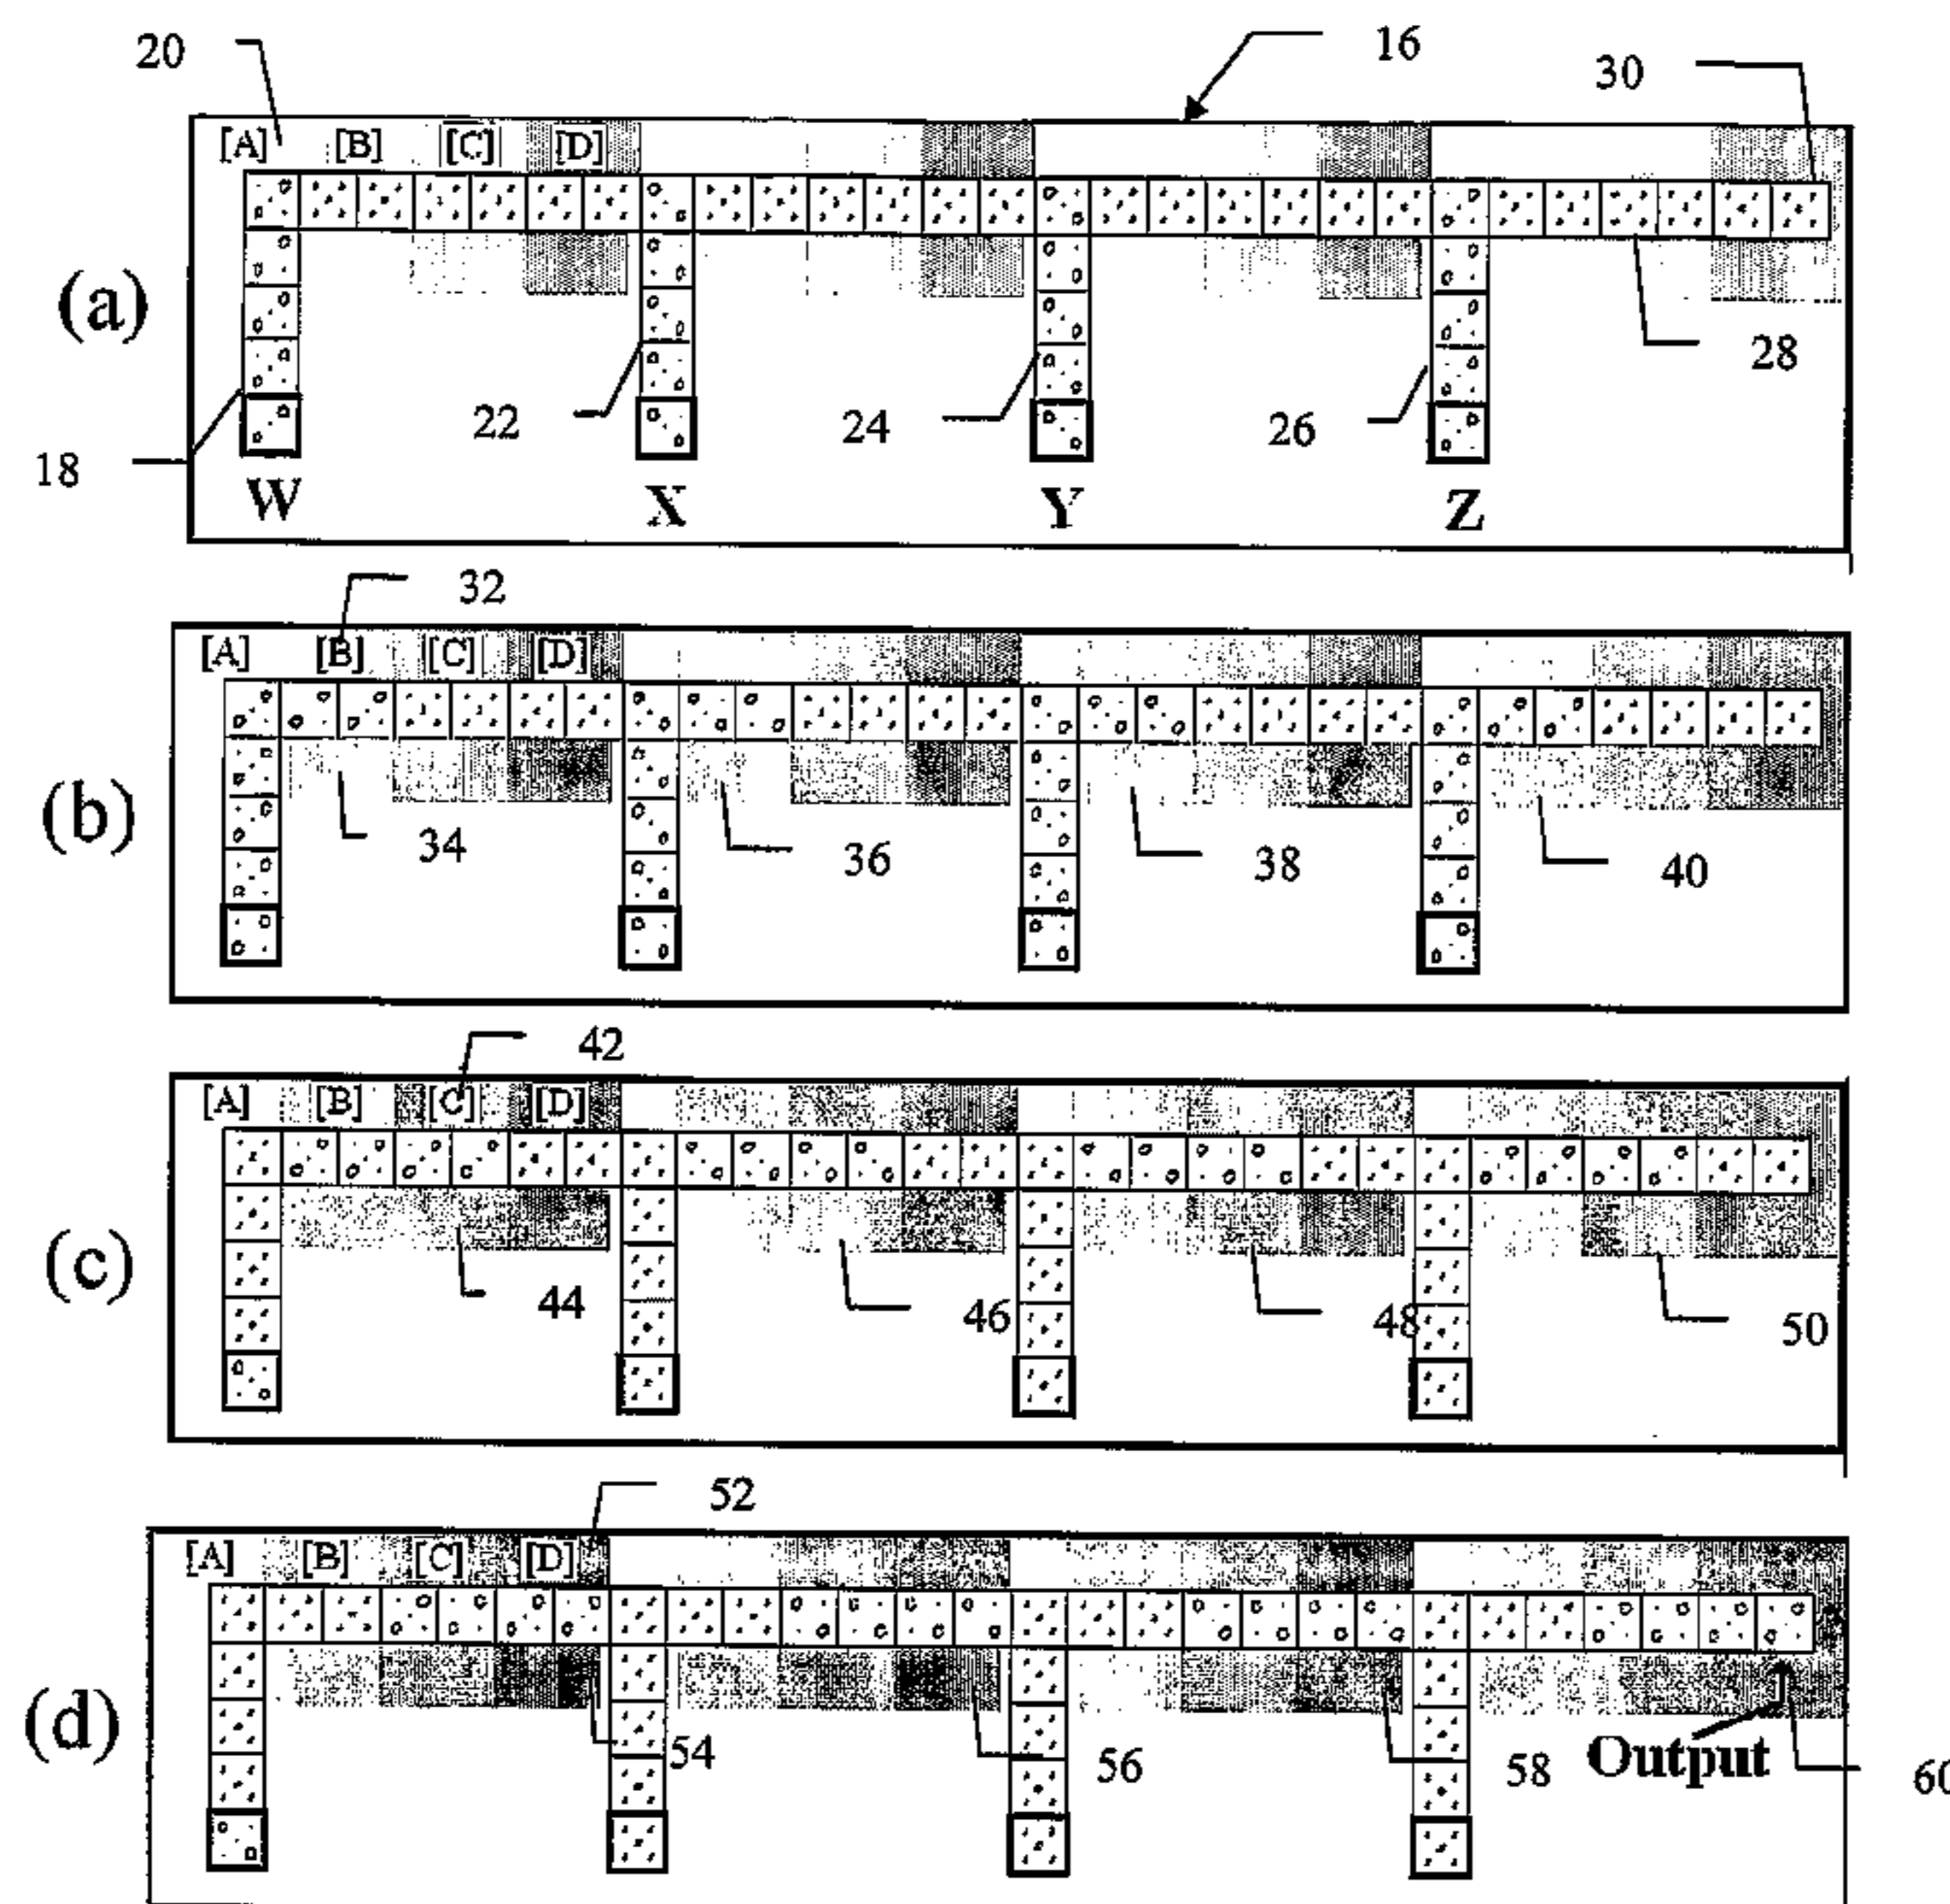 20 16 30
[A] [B] [C] [D]
(a)
28
22 24 26
18
W X Y Z
32
[A] [B] [C] [D]
(b)
34 36 38 40
42
[A] [B] [C] [D]
(c)
44 46 48 50
52
[A] [B] [C] [D]
(d)
54 56 58 Output 60